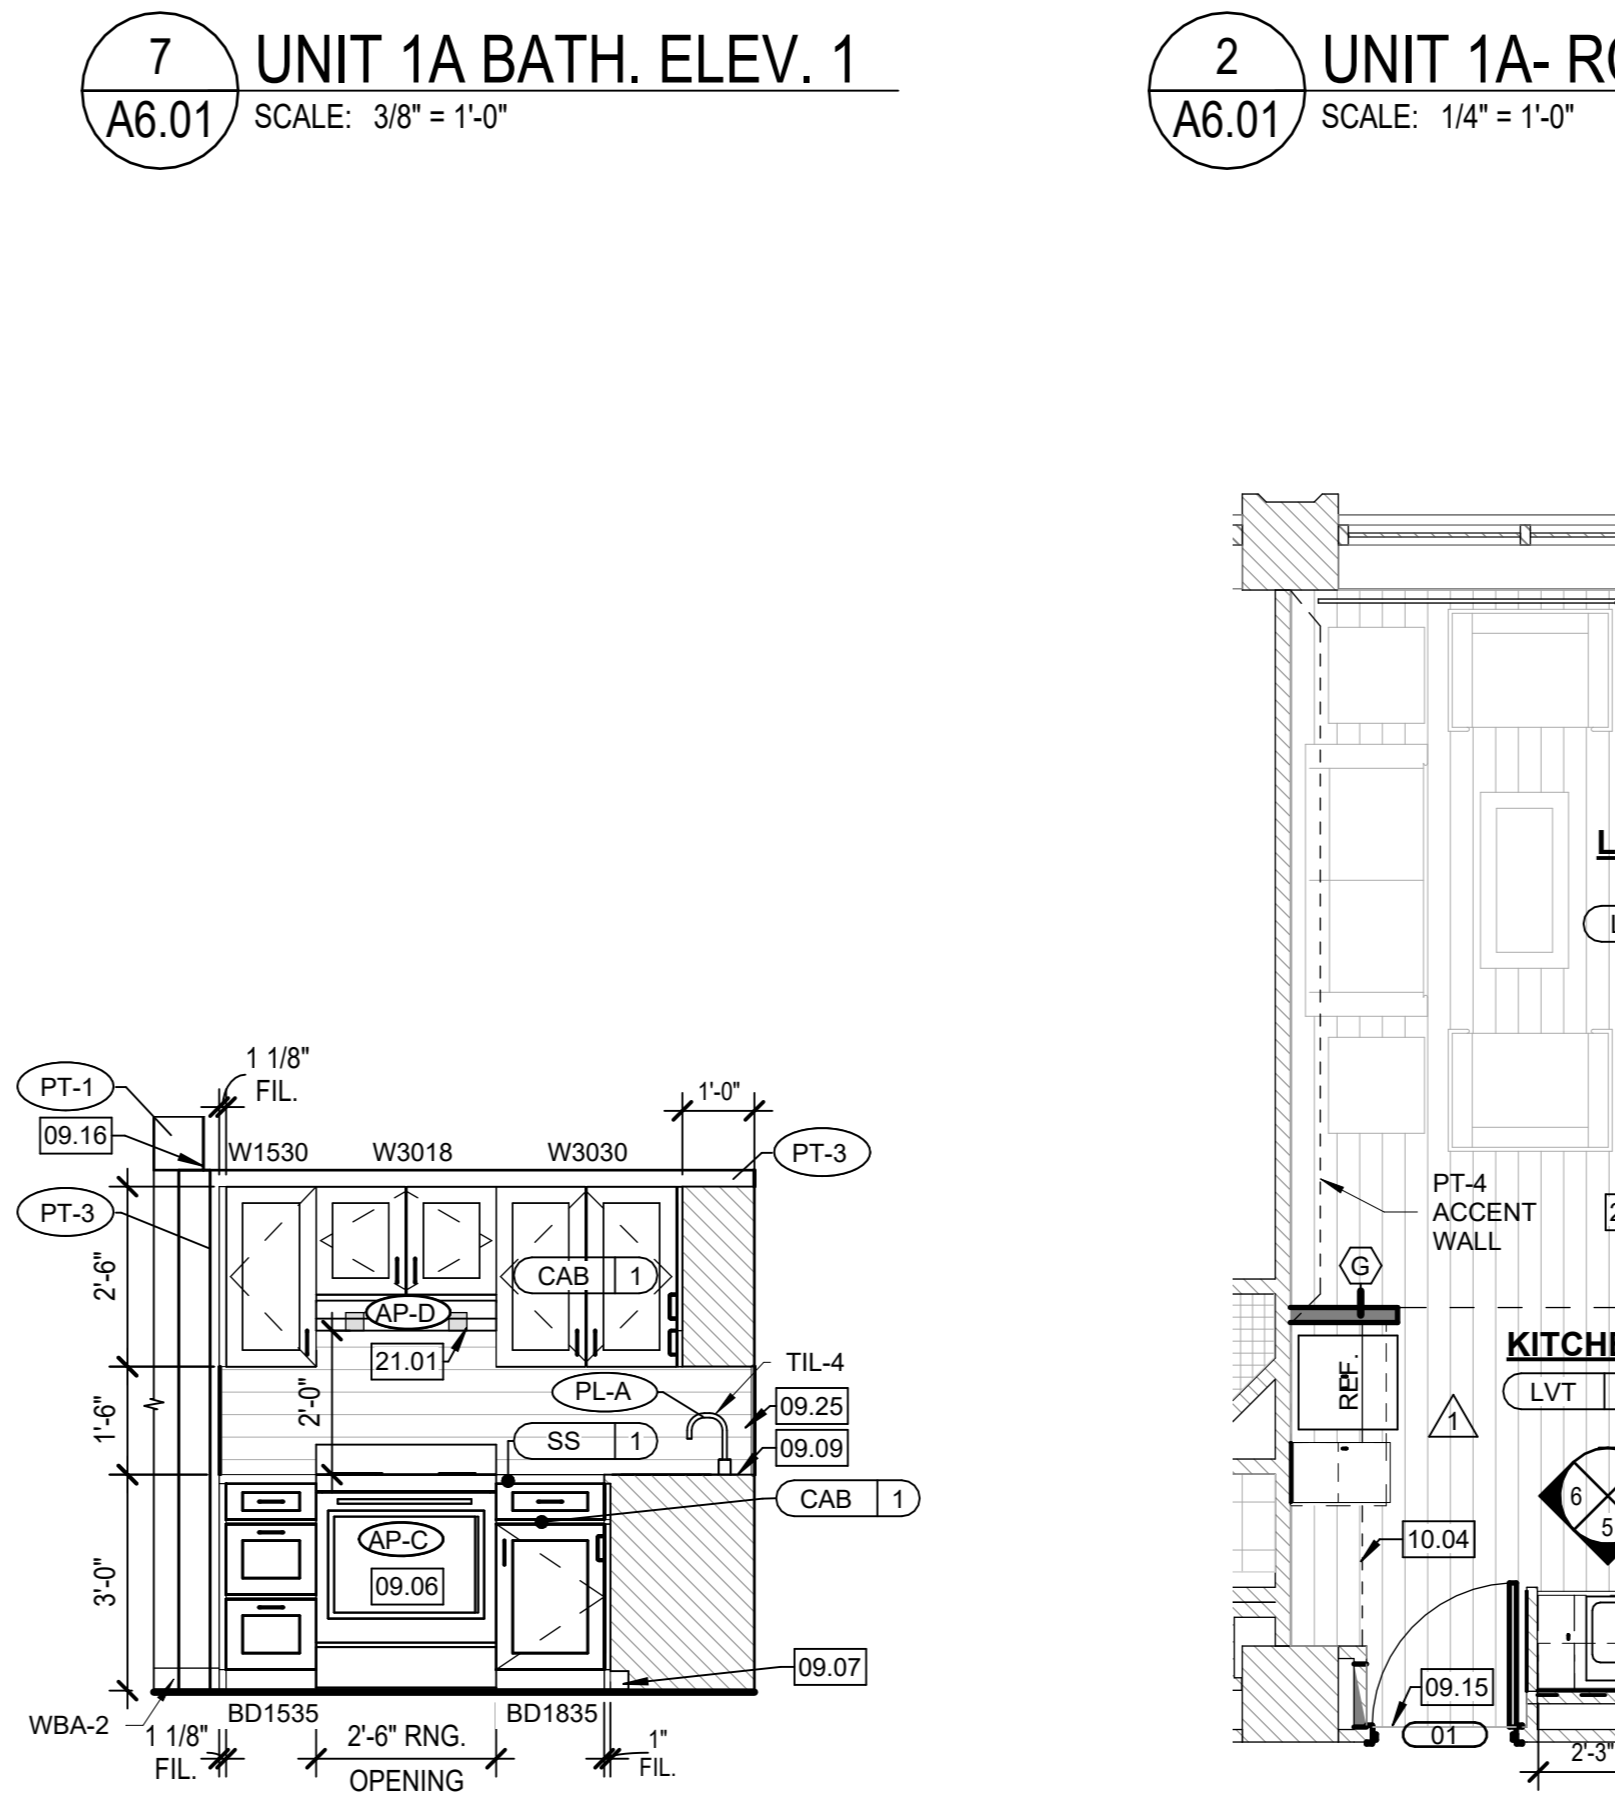 7
A6.01
UNIT 1A BATH. ELEV. 1
SCALE: 3/8" = 1'-0"
2
A6.01
UNIT 1A- R
SCALE: 1/4" = 1'-0"
1 1/8"
FIL.
PT-1
09.16
1'-0"
W1530
W3018
W3030
PT-3
PT-3
2'-6"
CAB 1
AP-D
21.01
2'-0"
TIL-4
PL-A
09.25
1'-6"
SS 1
09.09
CAB 1
AP-C
09.06
3'-0"
09.07
WBA-2
BD1535
BD1835
1 1/8"
FIL.
2'-6" RNG.
OPENING
1"
FIL.
L
PT-4
ACCENT
WALL
2
G
REF.
KITCHE
LVT
1
6
5
10.04
09.15
01
2'-3"